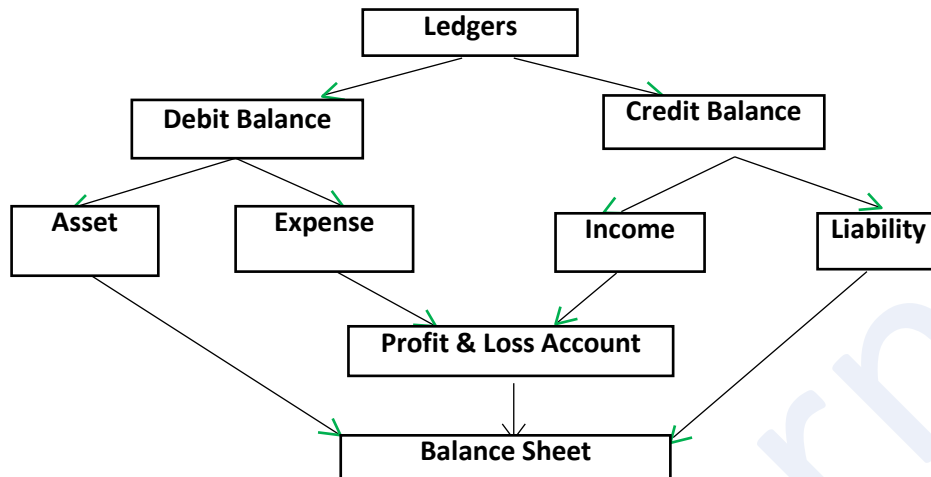 Ledgers
Debit Balance
Credit Balance
Asset
Expense
Income
Liability
Profit & Loss Account
Balance Sheet